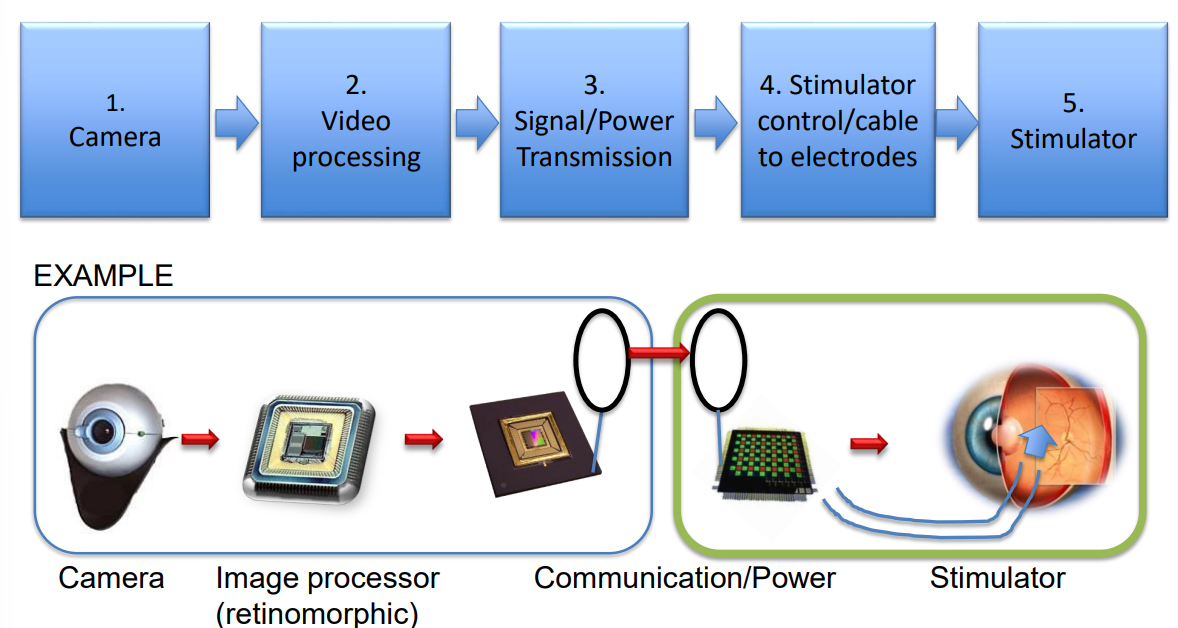 1.
Camera
2.
Video
processing
3.
Signal/Power
Transmission
4. Stimulator
control/cable
to electrodes
5.
Stimulator
EXAMPLE
Camera
Image processor
(retinomorphic)
Communication/Power
Stimulator